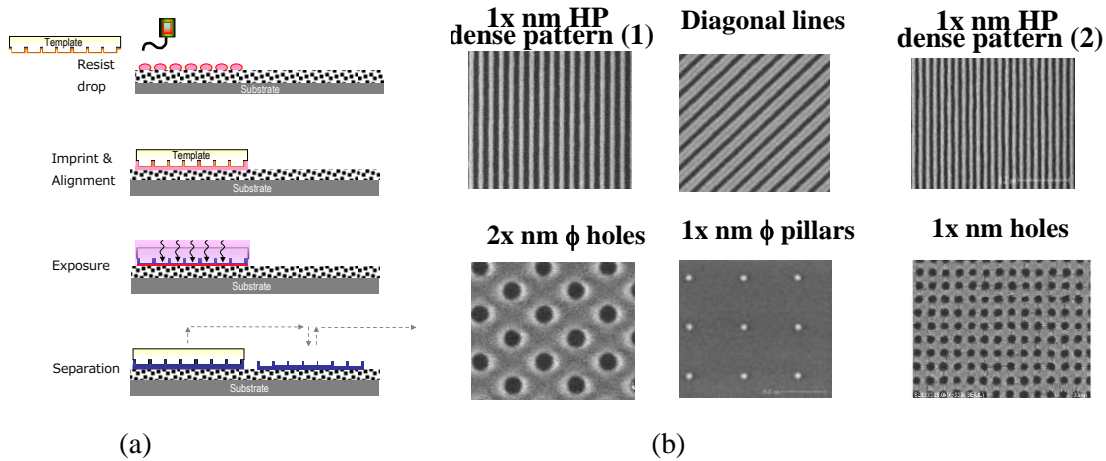 Template
Resist
drop
Substrate
Imprint &
Alignment
Template
Substrate
Exposure
Substrate
Separation
Substrate
(a)
1x nm HP
dense pattern (1)
Diagonal lines
1x nm HP
dense pattern (2)
2x nm ϕ holes
1x nm ϕ pillars
1x nm holes
(b)